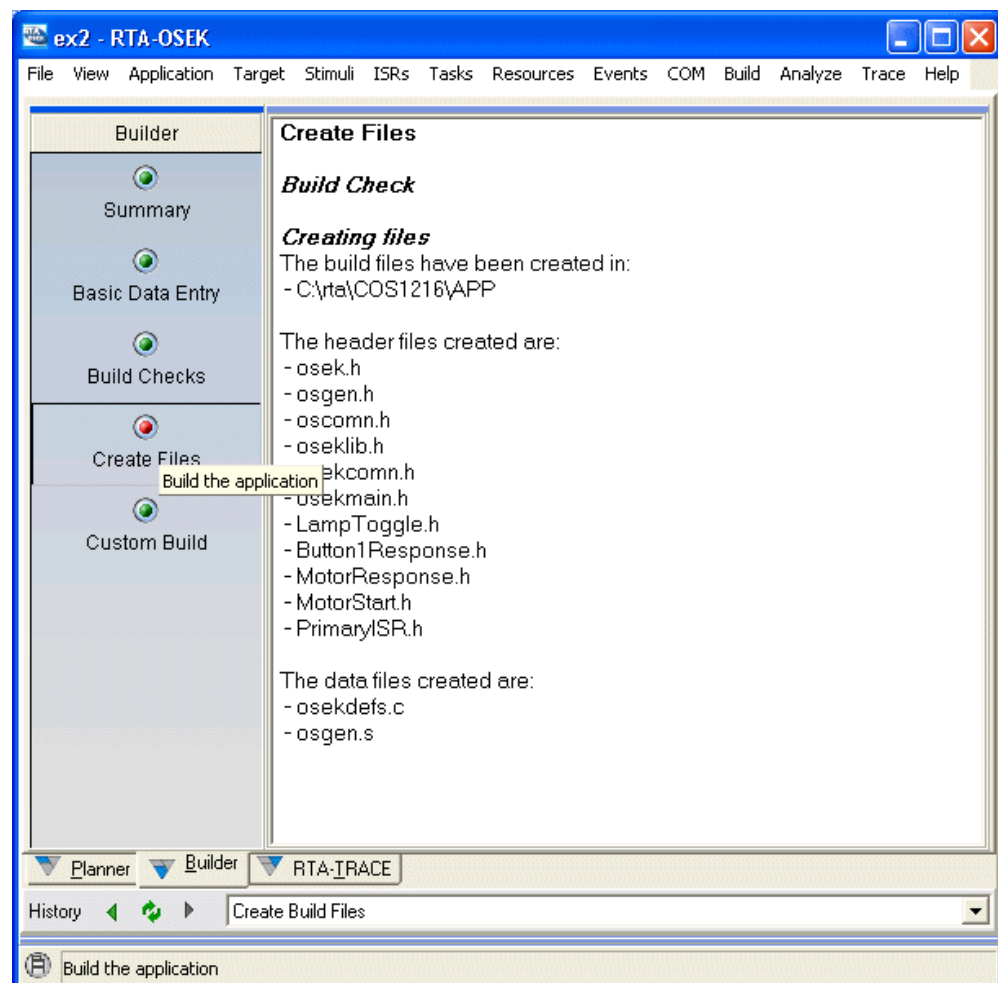 ex2 - RTA-OSEK
File View Application Target Stimuli ISRs Tasks Resources Events COM Build Analyze Trace Help
Builder
Summary
Basic Data Entry
Build Checks
Create Files
Build the application
Custom Build
Create Files
Build Check
Creating files
The build files have been created in:
- C:\rta\COS1216\APP
The header files created are:
- osek.h
- osgen.h
- oscomn.h
- oseklib.h
ekcomn.h
- osekmain.h
- LampToggle.h
- Button1Response.h
- MotorResponse.h
- MotorStart.h
- PrimaryISR.h
The data files created are:
- osekdefs.c
- osgen.s
Planner Builder RTA-TRACE
History Create Build Files
Build the application